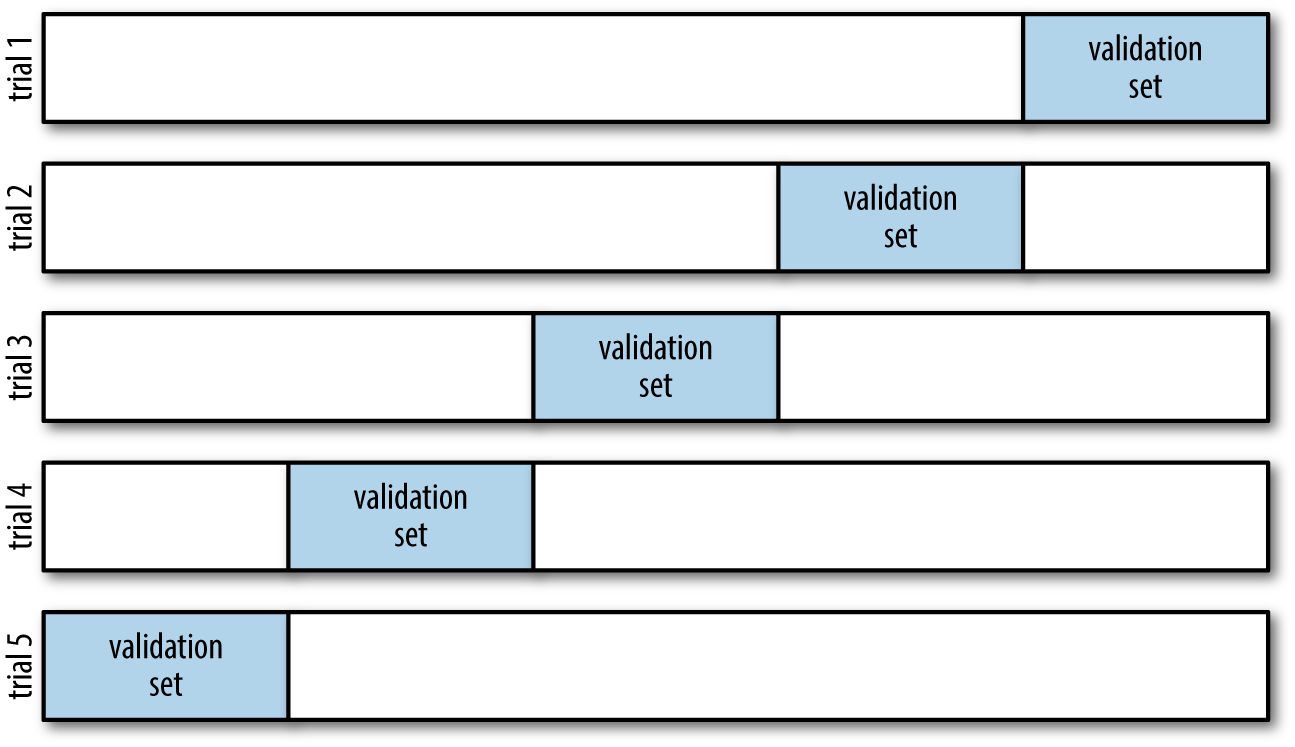 trial 1
validation
set
trial 2
validation
set
trial 3
validation
set
trial 4
validation
set
trial 5
validation
set